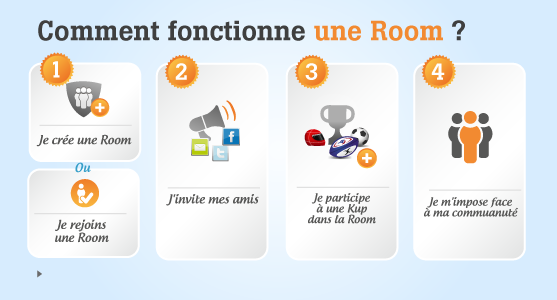 Comment fonctionne une Room ?
1
Je crée une Room
Ou
Je rejoins
une Room
2
J'invite mes amis
3
Je participe
à une Kup
dans la Room
4
Je m'impose face
à ma commuanuté